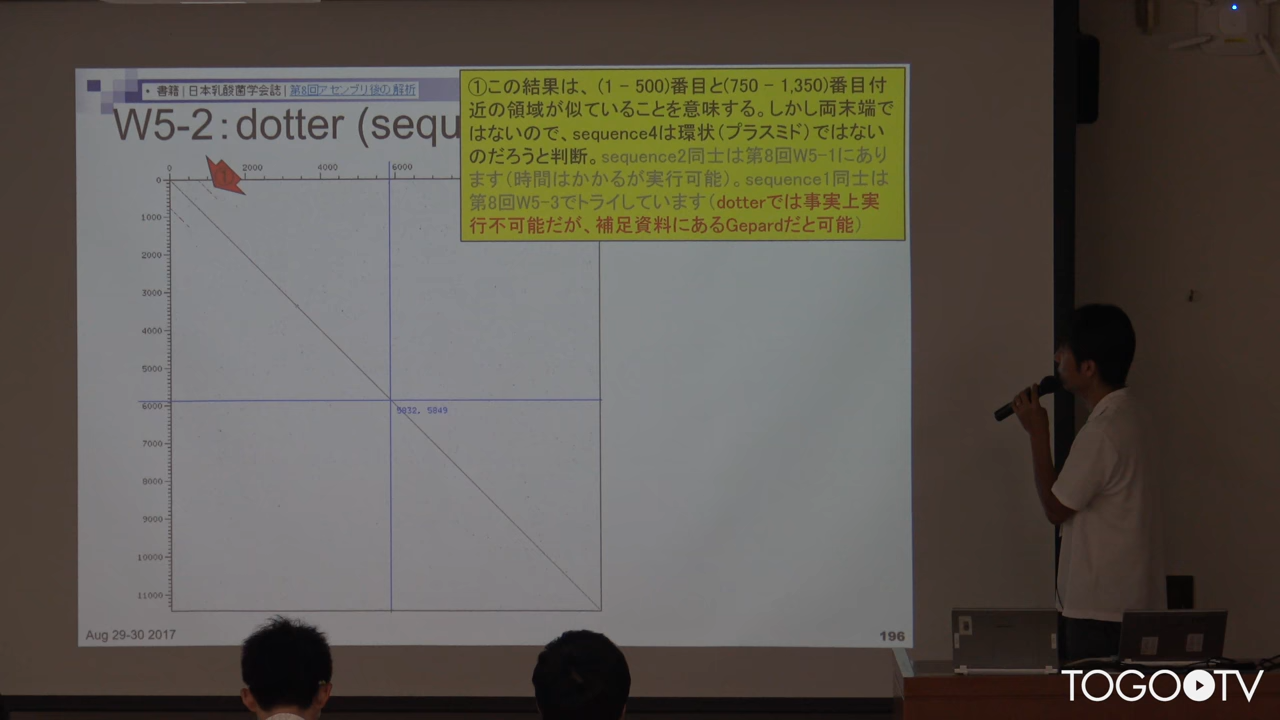 ・書籍 | 日本乳酸菌学会誌 | 第8回アセンブリ後の解析
W5-2:dotter (sequ
①この結果は、(1 - 500)番目と(750 - 1,350)番目付
近の領域が似ていることを意味する。しかし両末端で
はないので、sequence4は環状(プラスミド)ではない
のだろうと判断。sequence2同士は第8回W5-1にあり
ます(時間はかかるが実行可能)。sequence1同士は
第8回W5-3でトライしています(dotterでは事実上実
行不可能だが、補足資料にあるGepardだと可能)
①
0 2000 4000 6000
0
1000
2000
3000
4000
5000
6000
7000
8000
9000
10000
11000
5832, 5849
Aug 29-30 2017
196
TOGO TV